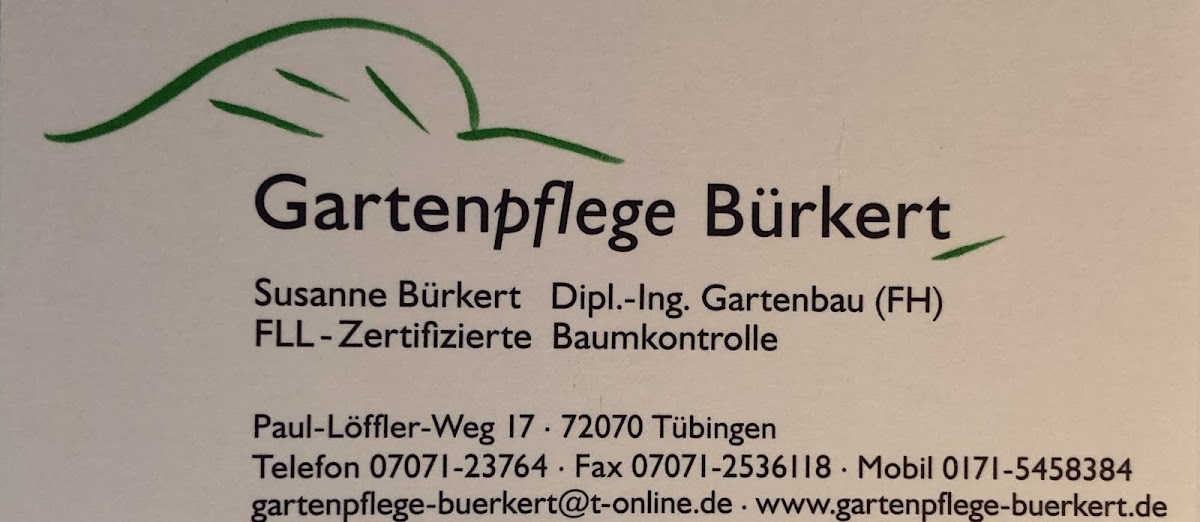 Gartenpflege Bürkert
Susanne Bürkert Dipl.-Ing. Gartenbau (FH)
FLL-Zertifizierte Baumkontrolle
Paul-Löffler-Weg 17 · 72070 Tübingen
Telefon 07071-23764 · Fax 07071-2536118 · Mobil 0171-5458384
gartenpflege-buerkert@t-online.de · www.gartenpflege-buerkert.de